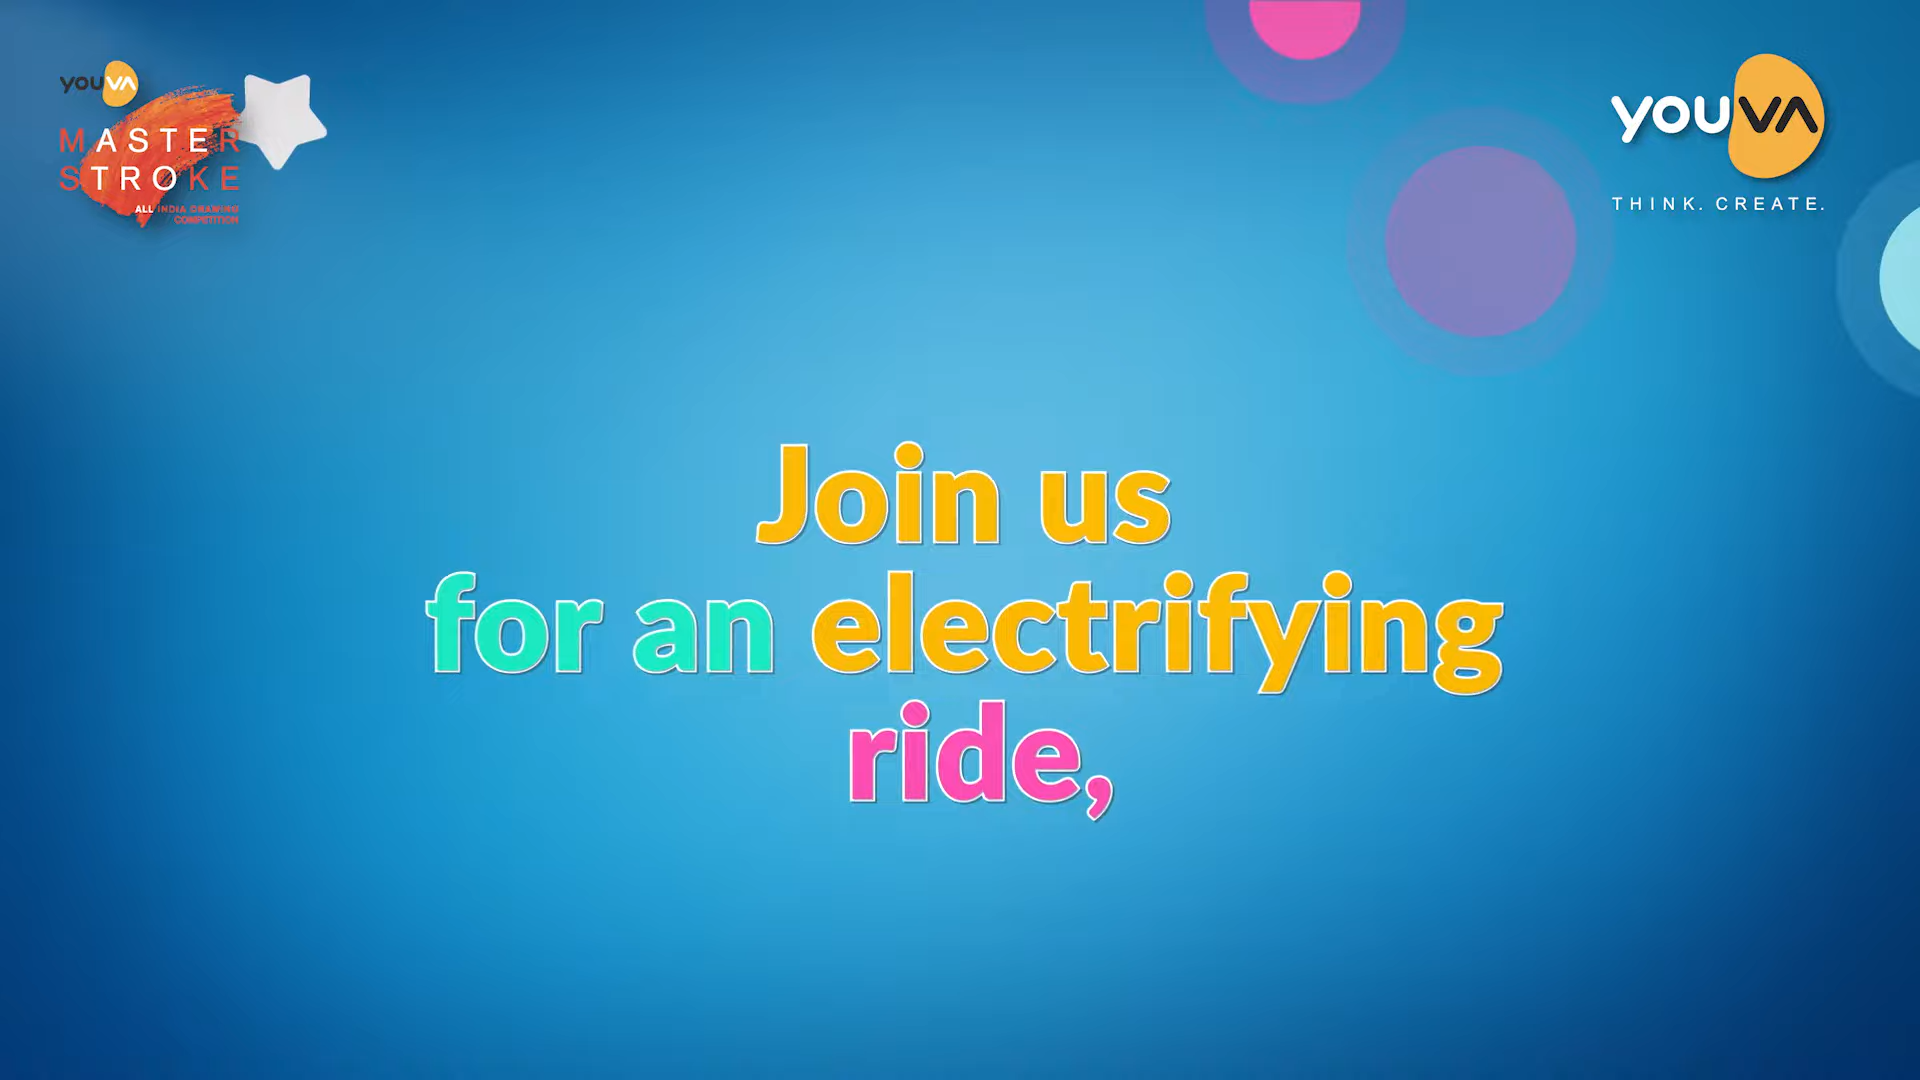 youVA
MASTER
STROKE
ALL INDIA DRAWING
COMPETITION
youVA
THINK. CREATE.
Join us
for an electrifying
ride,